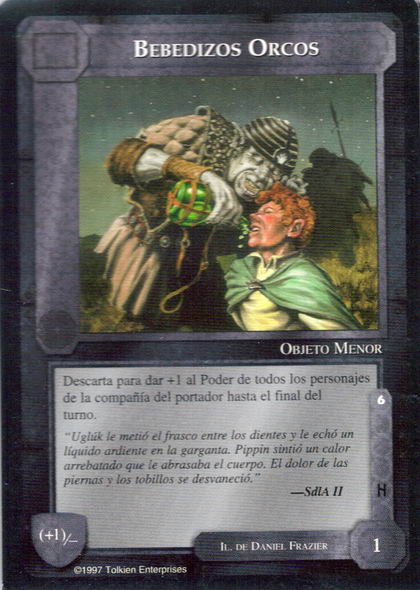 BEBEDIZOS ORCOS
OBJETO MENOR
Descarta para dar +1 al Poder de todos los personajes
de la compañía del portador hasta el final del
turno.
6
“Uglúk le metió el frasco entre los dientes y le echó un
líquido ardiente en la garganta. Pippin sintió un calor
arrebatado que le abrasaba el cuerpo. El dolor de las
piernas y los tobillos se desvaneció.”
—SdlA II
H
(+1)/–
IL. DE DANIEL FRAZIER
1
©1997 Tolkien Enterprises